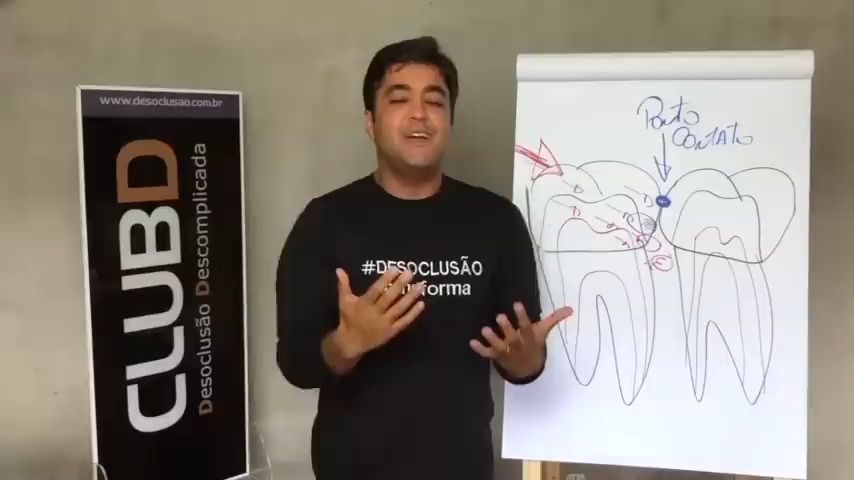 www.desoclusao.com.br
CLUBD
Desoclusão Descomplicada
#DESOCLUSÃO
Ponto
Contato